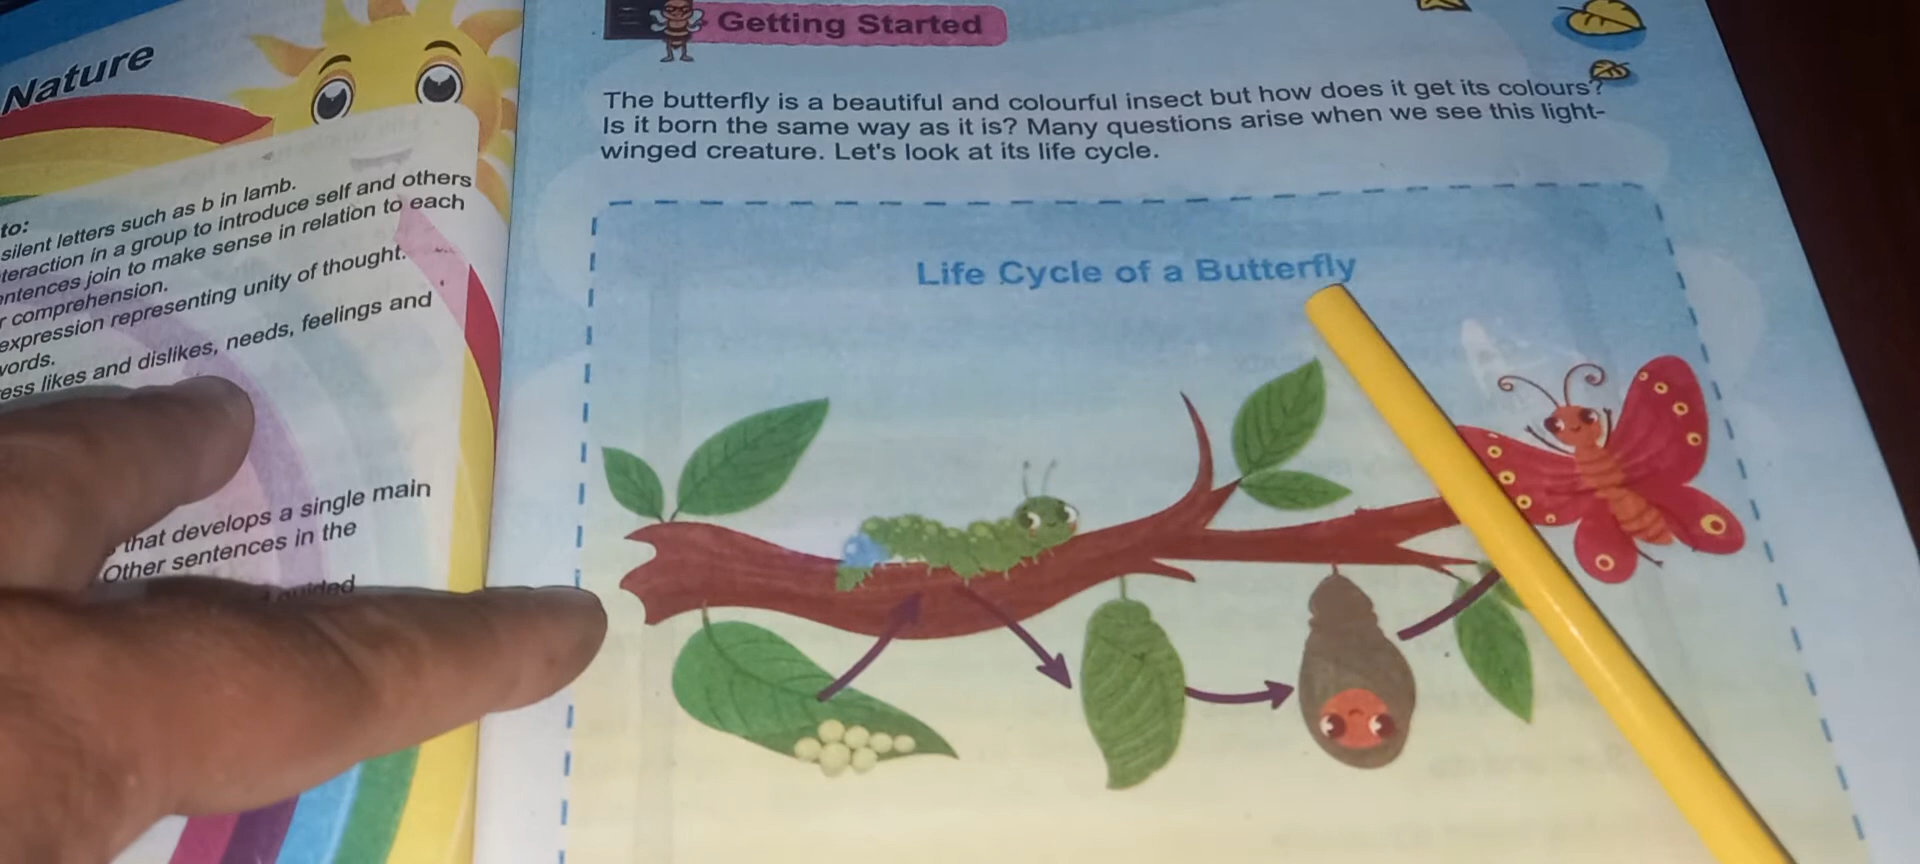 Nature
to:
silent letters such as b in lamb.
teraction in a group to introduce self and others
entences join to make sense in relation to each
r comprehension.
expression representing unity of thought.
words.
ess likes and dislikes, needs, feelings and
that develops a single main
Other sentences in the
Getting Started
The butterfly is a beautiful and colourful insect but how does it get its colours?
Is it born the same way as it is? Many questions arise when we see this light-
winged creature. Let's look at its life cycle.
Life Cycle of a Butterfly